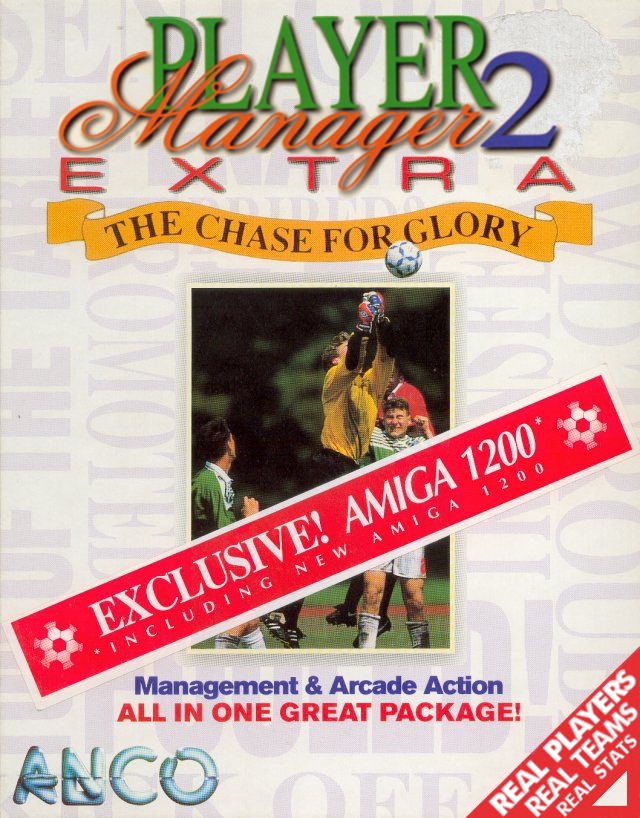 PLAYER
Manager 2
EXTRA
THE CHASE FOR GLORY
EXCLUSIVE! AMIGA 1200*
*INCLUDING NEW AMIGA 1200
Management & Arcade Action
ALL IN ONE GREAT PACKAGE!
ANCO
REAL PLAYERS
REAL TEAMS
REAL STATS